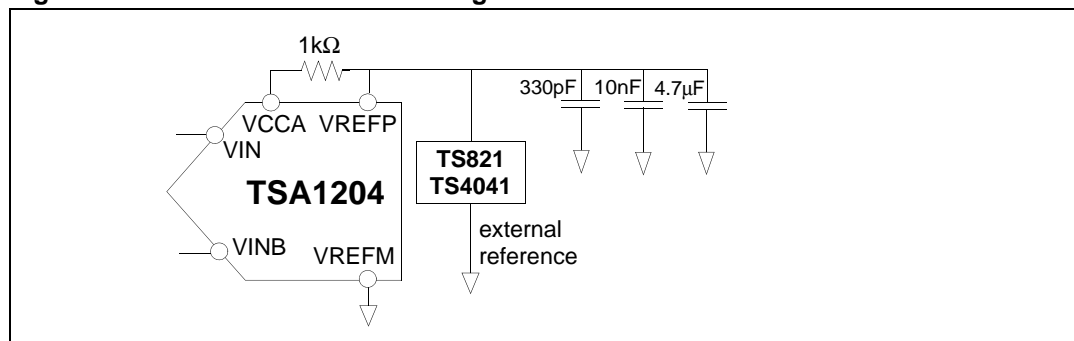 1kΩ
330pF 10nF 4.7µF
VCCA VREFP
VIN
TS821
TS4041
TSA1204
external
reference
VINB
VREFM